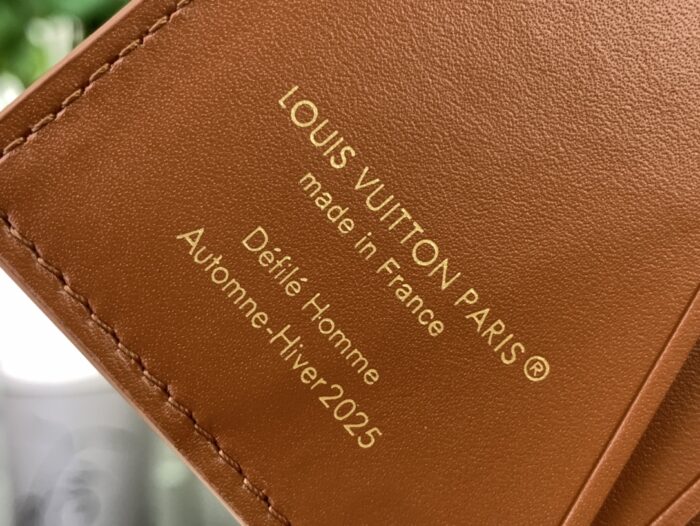 LOUIS VUITTON PARIS®
made in France
Défilé Homme
Automne-Hiver 2025